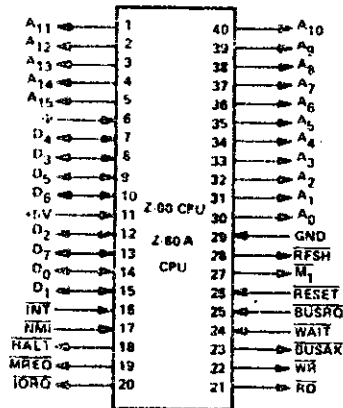 A11 1 40 A10
A12 2 39 A9
A13 3 38 A8
A14 4 37 A7
A15 5 36 A6
6 35 A5
D4 7 34 A4
D3 8 33 A3
D5 9 32 A2
D6 10 31 A1
+5V 11 30 A0
D2 12 29 GND
D7 13 28 RFSH
D0 14 27 M1
D1 15 26 RESET
INT 16 25 BUSRQ
NMI 17 24 WAIT
HALT 18 23 BUSAK
MREQ 19 22 WR
IORQ 20 21 RD
Z-80 CPU
Z-80A
CPU